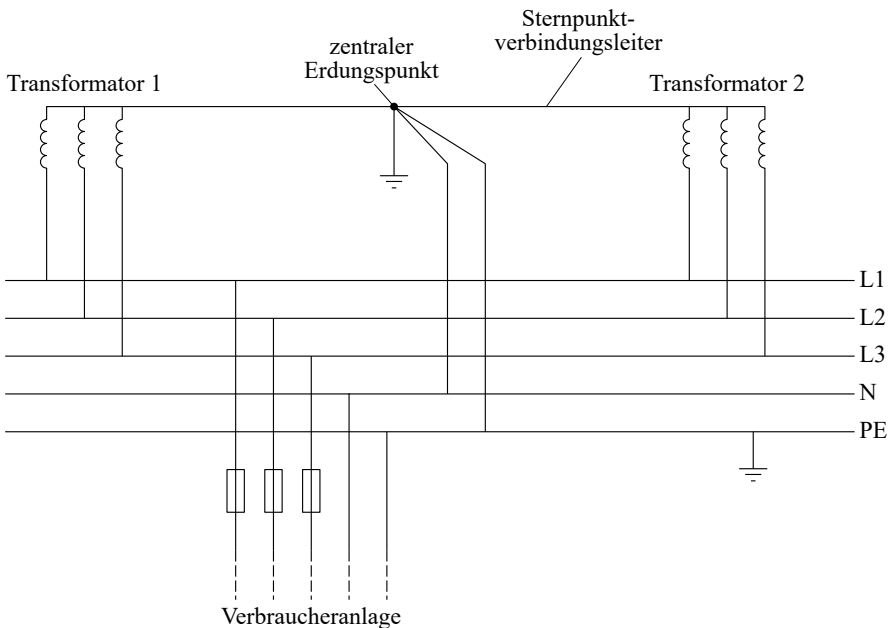 Sternpunkt-
verbindungsleiter
zentraler
Erdungspunkt
Transformator 1
Transformator 2
L1
L2
L3
N
PE
Verbraucheranlage